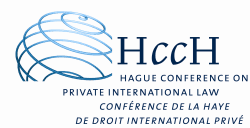 HccH
HAGUE CONFERENCE ON
PRIVATE INTERNATIONAL LAW
CONFÉRENCE DE LA HAYE
DE DROIT INTERNATIONAL PRIVÉ